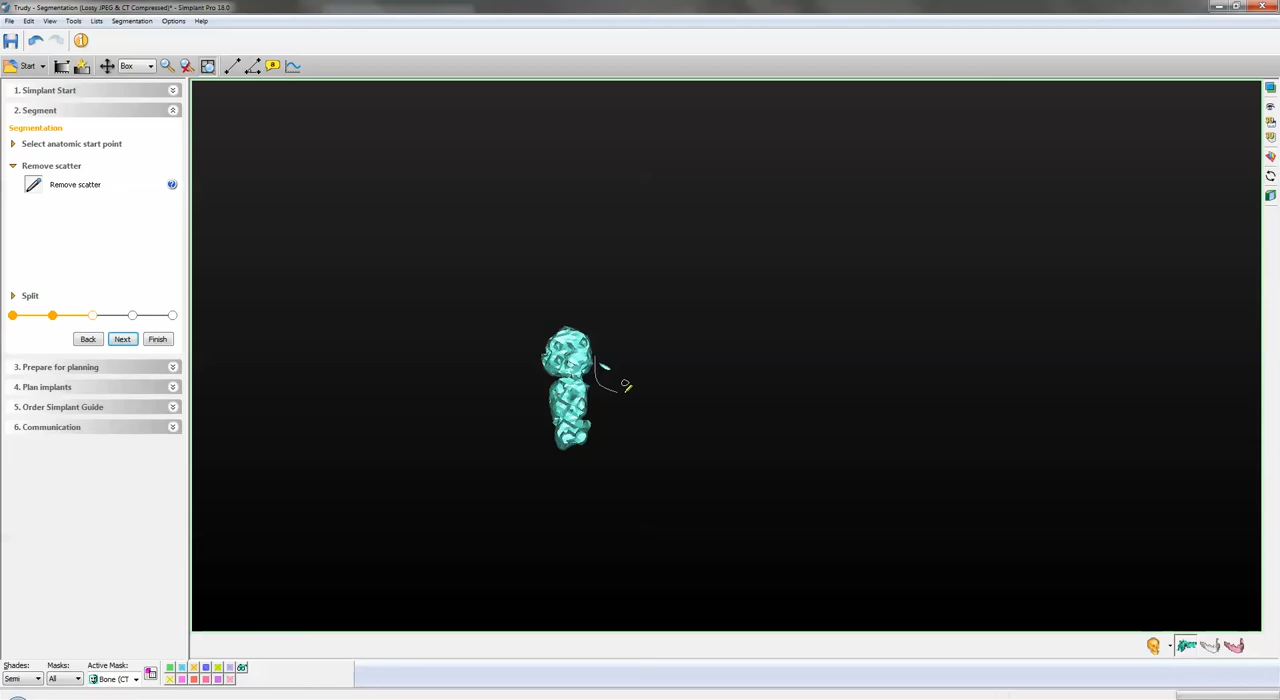 Trudy - Segmentation (Lossy JPEG & CT Compressed)* - Simplant Pro 18.0
File Edit View Tools Lists Segmentation Options Help
Start Box
1. Simplant Start
2. Segment
Segmentation
Select anatomic start point
Remove scatter
Remove scatter
Split
Back Next Finish
3. Prepare for planning
4. Plan implants
5. Order Simplant Guide
6. Communication
Shades: Masks: Active Mask:
Semi All Bone (CT